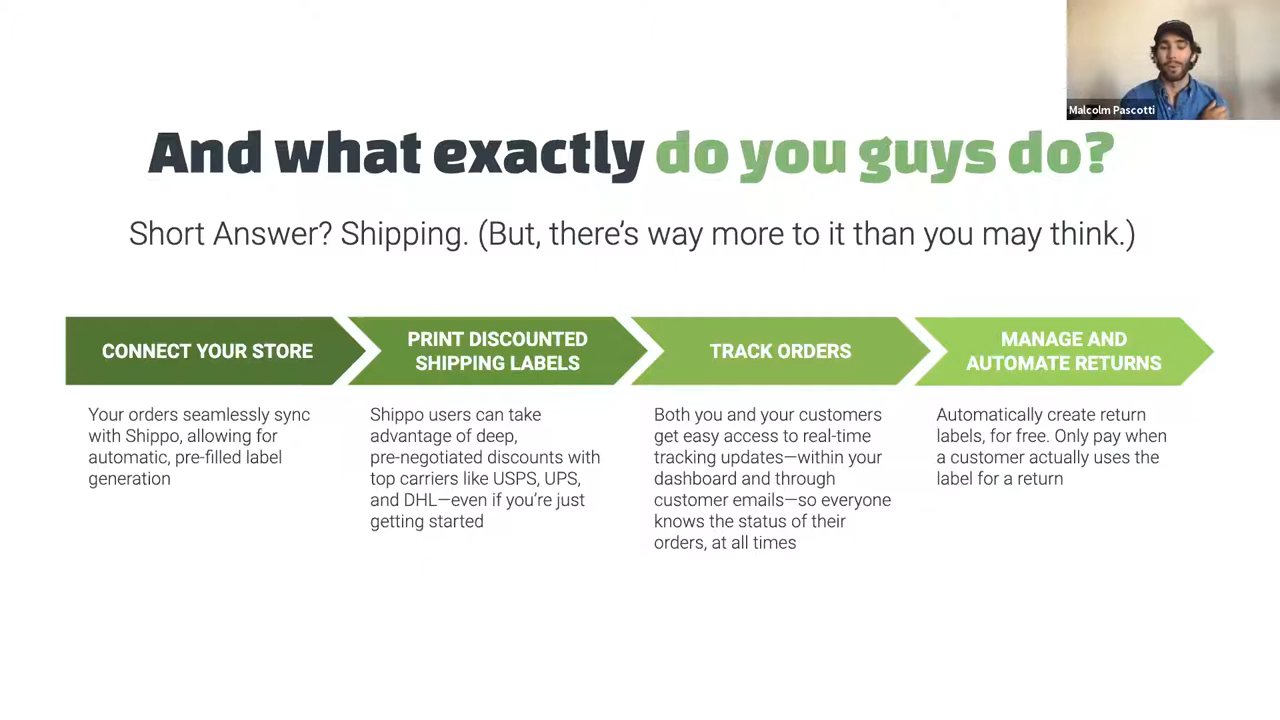 Malcolm Pascotti
And what exactly do you guys do?
Short Answer? Shipping. (But, there's way more to it than you may think.)
CONNECT YOUR STORE
Your orders seamlessly sync
with Shippo, allowing for
automatic, pre-filled label
generation
PRINT DISCOUNTED
SHIPPING LABELS
Shippo users can take
advantage of deep,
pre-negotiated discounts with
top carriers like USPS, UPS,
and DHL—even if you're just
getting started
TRACK ORDERS
Both you and your customers
get easy access to real-time
tracking updates—within your
dashboard and through
customer emails—so everyone
knows the status of their
orders, at all times
MANAGE AND
AUTOMATE RETURNS
Automatically create return
labels, for free. Only pay when
a customer actually uses the
label for a return